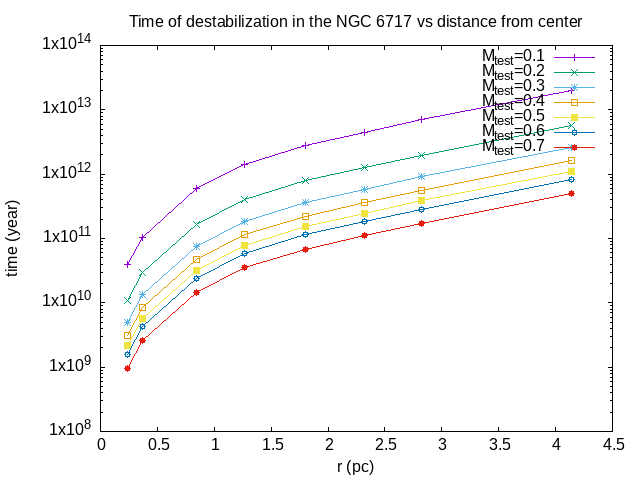 Time of destabilization in the NGC 6717 vs distance from center
1x10^14
1x10^13
1x10^12
1x10^11
1x10^10
1x10^9
1x10^8
time (year)
M_test=0.1
M_test=0.2
M_test=0.3
M_test=0.4
M_test=0.5
M_test=0.6
M_test=0.7
0 0.5 1 1.5 2 2.5 3 3.5 4 4.5
r (pc)